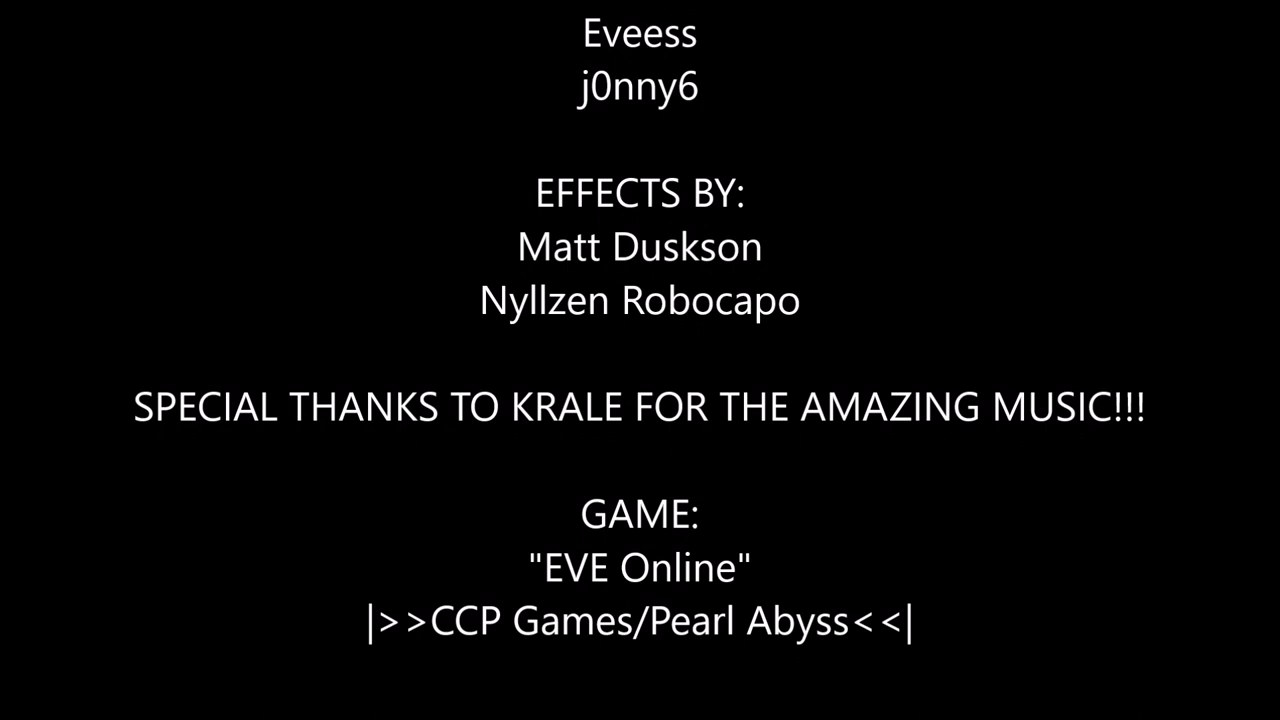 Eveess
j0nny6
EFFECTS BY:
Matt Duskson
Nyllzen Robocapo
SPECIAL THANKS TO KRALE FOR THE AMAZING MUSIC!!!
GAME:
"EVE Online"
|>>CCP Games/Pearl Abyss<<|